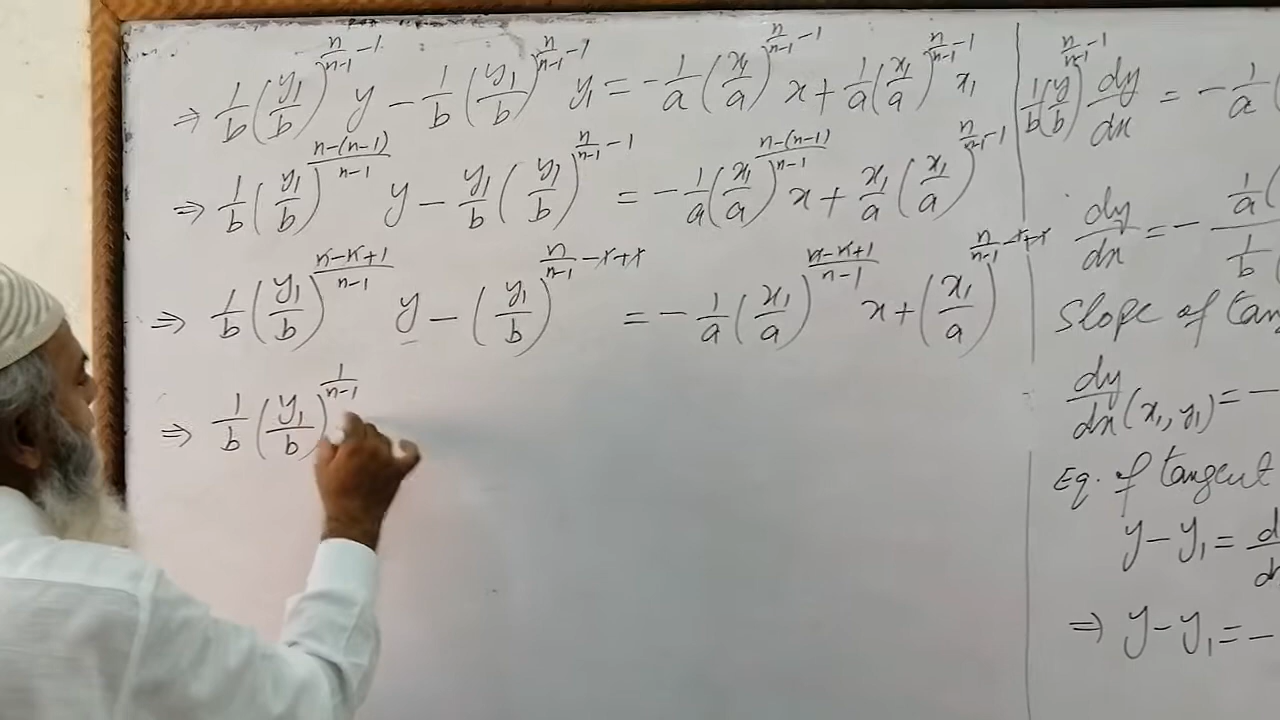 ⇒ 1/b (y₁/b)^(n/(n-1) -1) y - 1/b (y₁/b)^(n/(n-1) -1) y₁ = -1/a (x₁/a)^(n/(n-1) -1) x + 1/a (x₁/a)^(n/(n-1) -1) x₁
⇒ 1/b (y₁/b)^((n-(n-1))/(n-1)) y - y₁/b (y₁/b)^(n/(n-1) -1) = -1/a (x₁/a)^((n-(n-1))/(n-1)) x + x₁/a (x₁/a)^(n/(n-1) -1)
⇒ 1/b (y₁/b)^((n-n+1)/(n-1)) y - (y₁/b)^(n/(n-1) -1+1) = -1/a (x₁/a)^((n-n+1)/(n-1)) x + (x₁/a)^(n/(n-1) -1+1)
⇒ 1/b (y₁/b)^(1/(n-1))
1/b (y/b)^(n/(n-1) -1) dy/dx = -1/a (
dy/dx = - 1/a ( / 1/b (
Slope of tan
dy/dx (x₁, y₁) = -
Eq. of tangent
y - y₁ = d/dx
⇒ y - y₁ = -